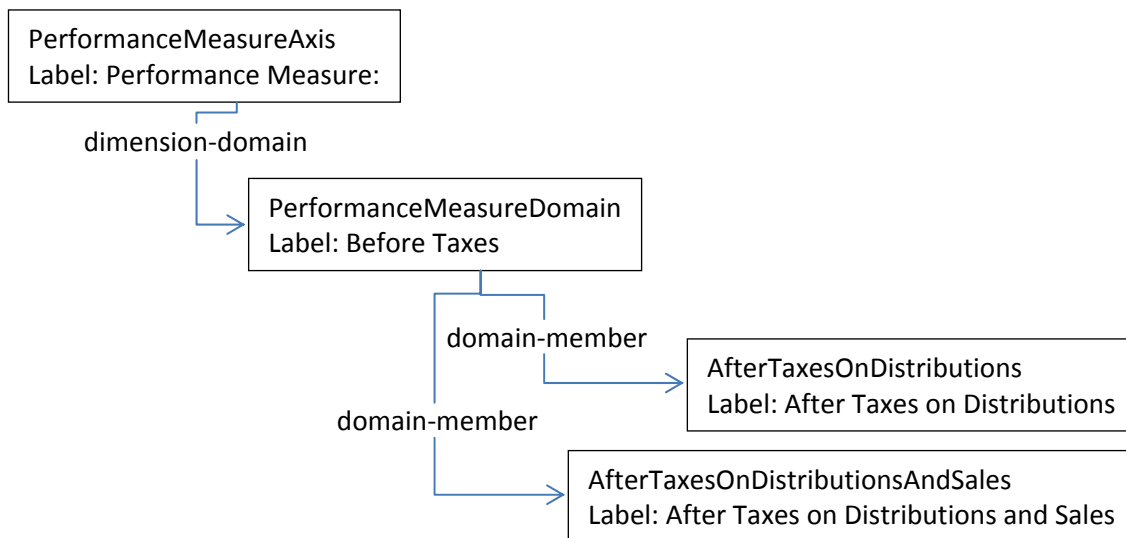 PerformanceMeasureAxis
Label: Performance Measure:
dimension-domain
PerformanceMeasureDomain
Label: Before Taxes
domain-member
AfterTaxesOnDistributions
Label: After Taxes on Distributions
domain-member
AfterTaxesOnDistributionsAndSales
Label: After Taxes on Distributions and Sales